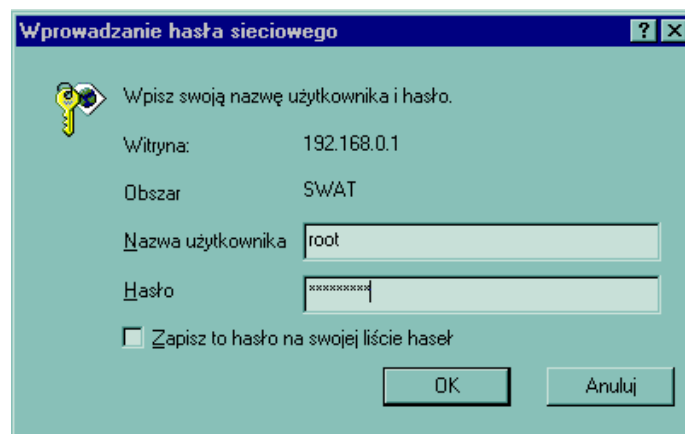 Wprowadzanie hasła sieciowego
Wpisz swoją nazwę użytkownika i hasło.
Witryna: 192.168.0.1
Obszar SWAT
Nazwa użytkownika root
Hasło *********
Zapisz to hasło na swojej liście haseł
OK Anuluj